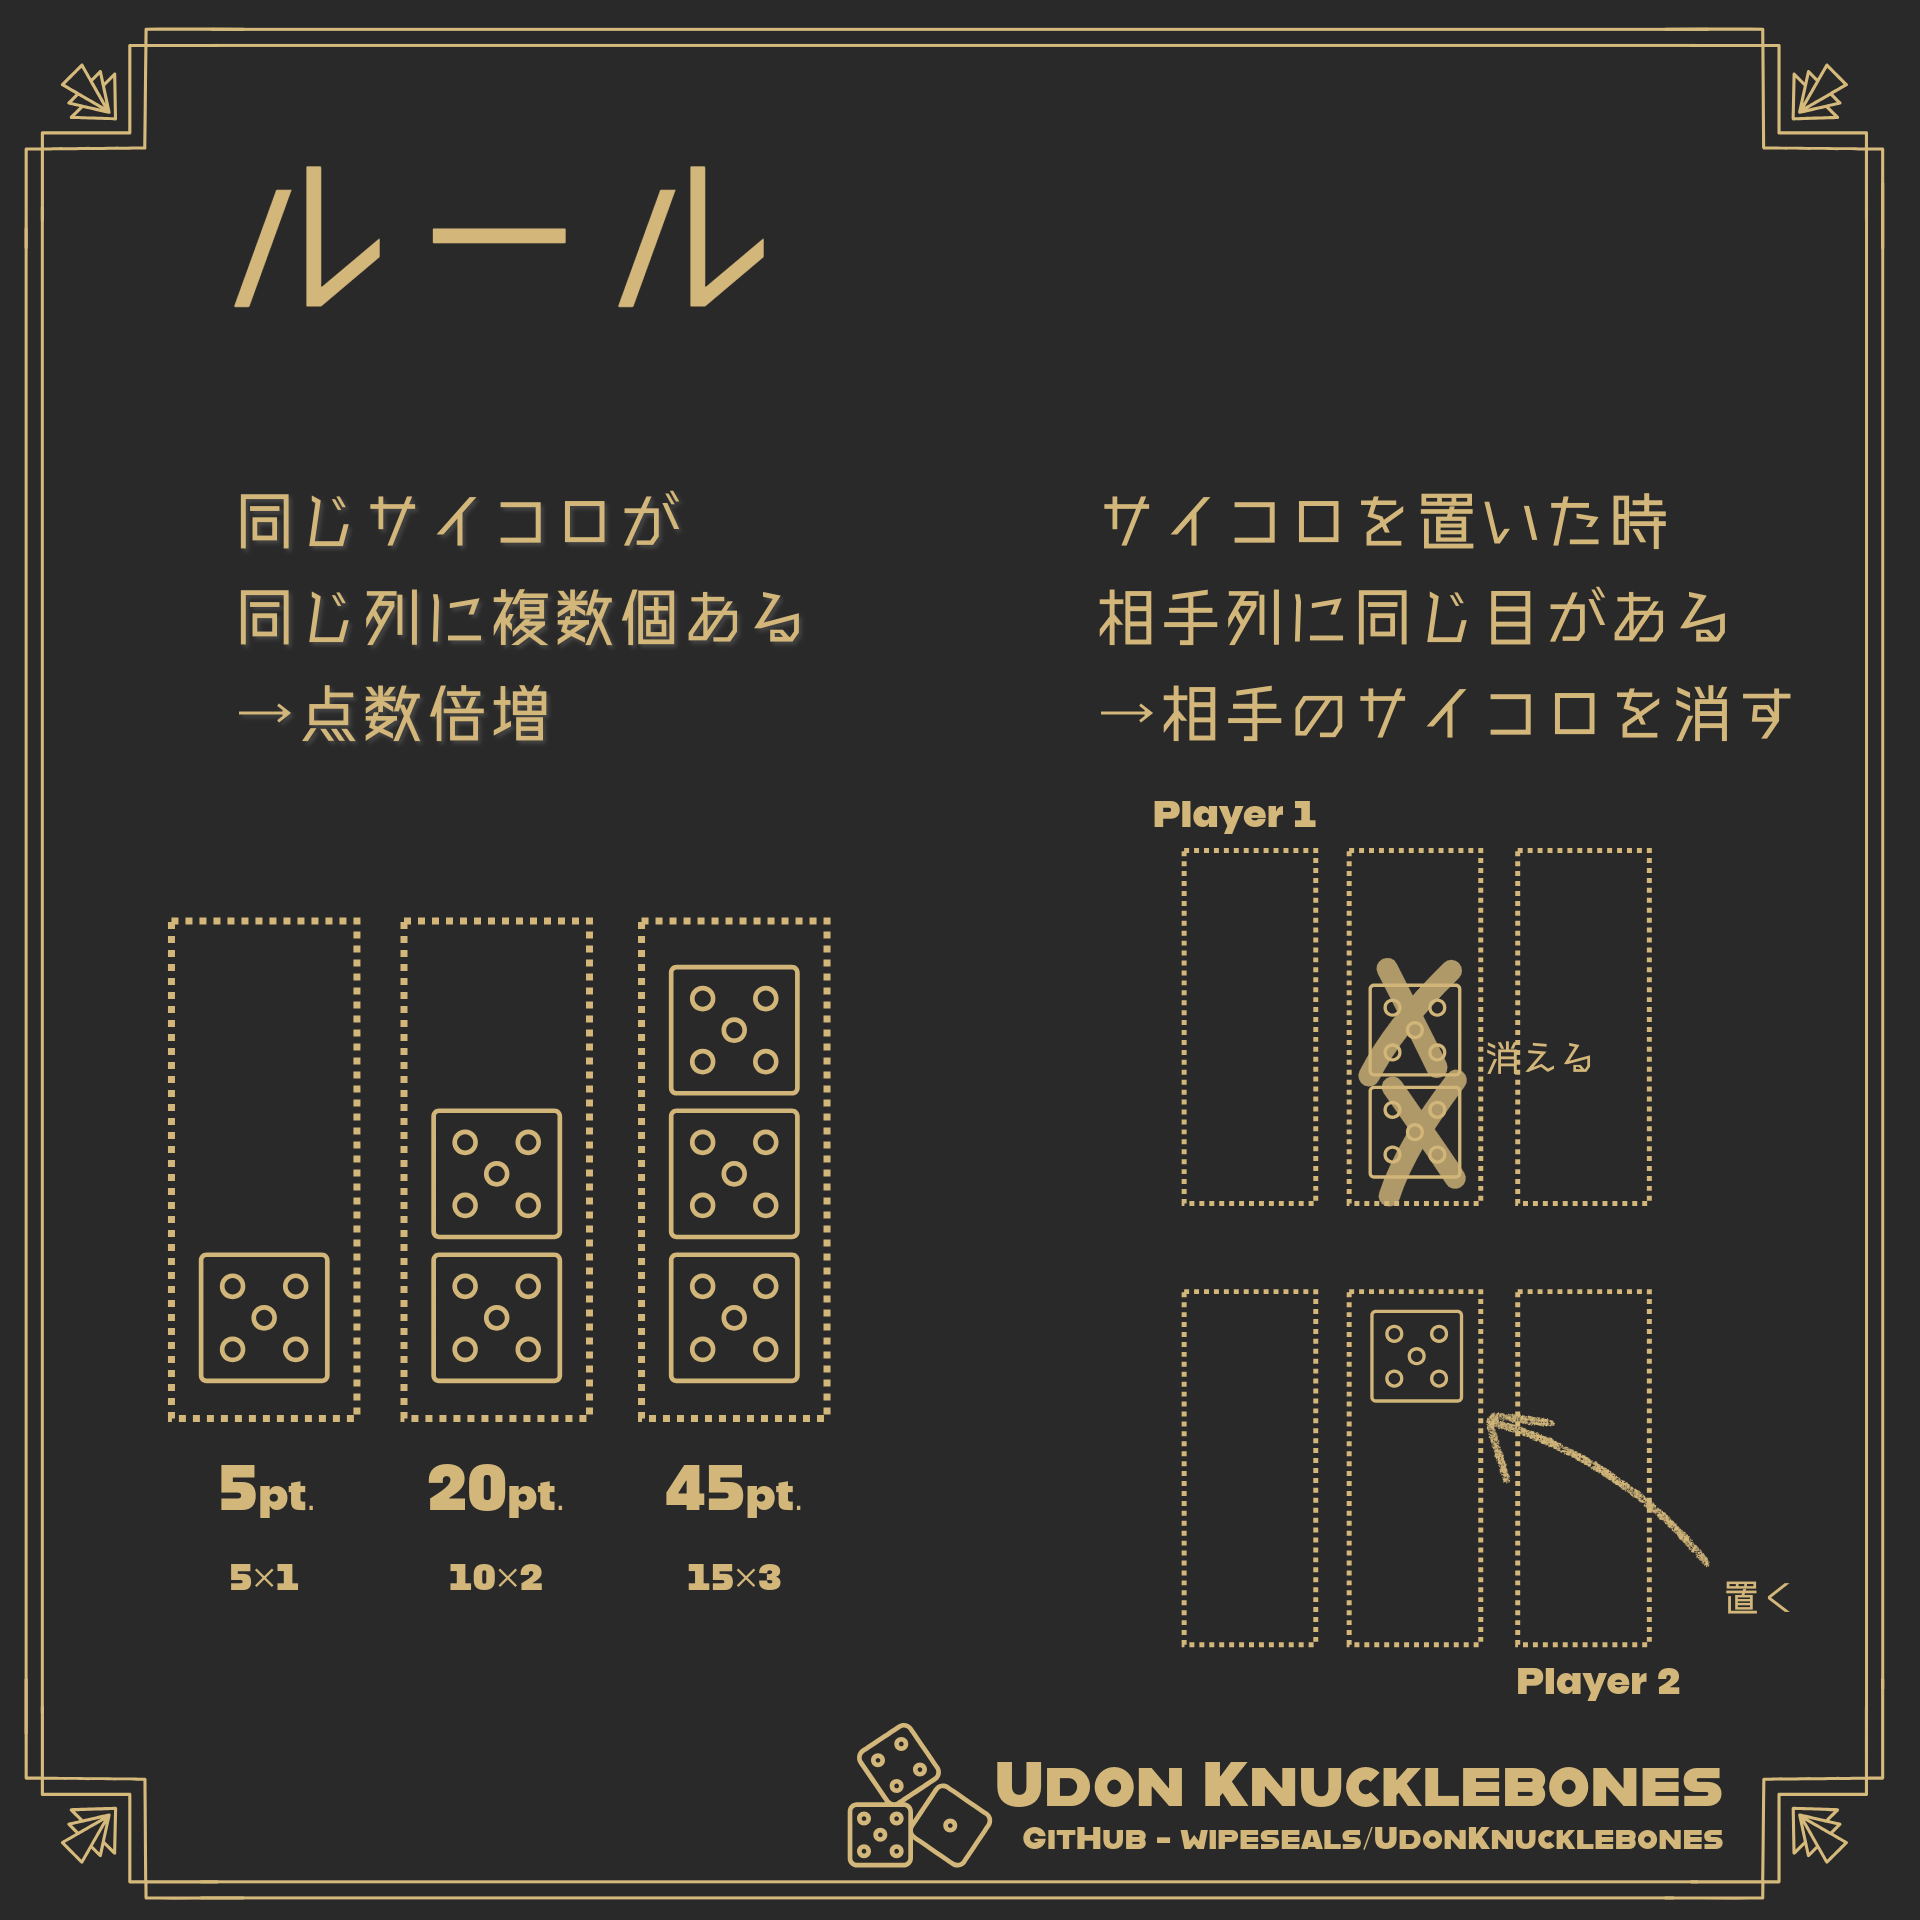 ルール
同じサイコロが
同じ列に複数個ある
→点数倍増
5pt.
20pt.
45pt.
5×1
10×2
15×3
サイコロを置いた時
相手列に同じ目がある
→相手のサイコロを消す
Player 1
消える
置く
Player 2
UDON KNUCKLEBONES
GITHUB - WIPESEALS/UDONKNUCKLEBONES